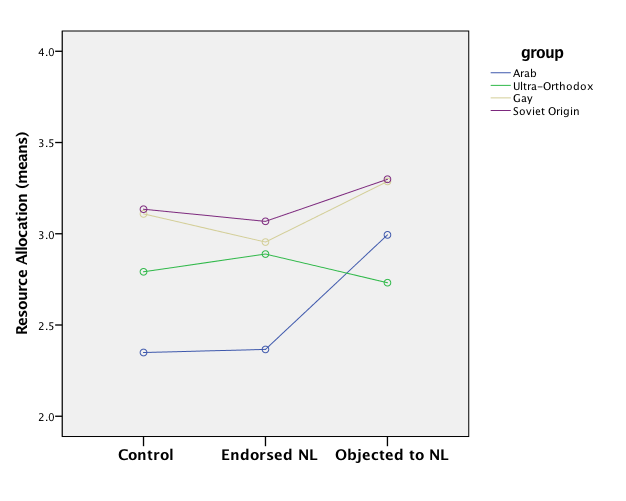 group
Arab
Ultra-Orthodox
Gay
Soviet Origin
Resource Allocation (means)
4.0
3.5
3.0
2.5
2.0
Control Endorsed NL Objected to NL